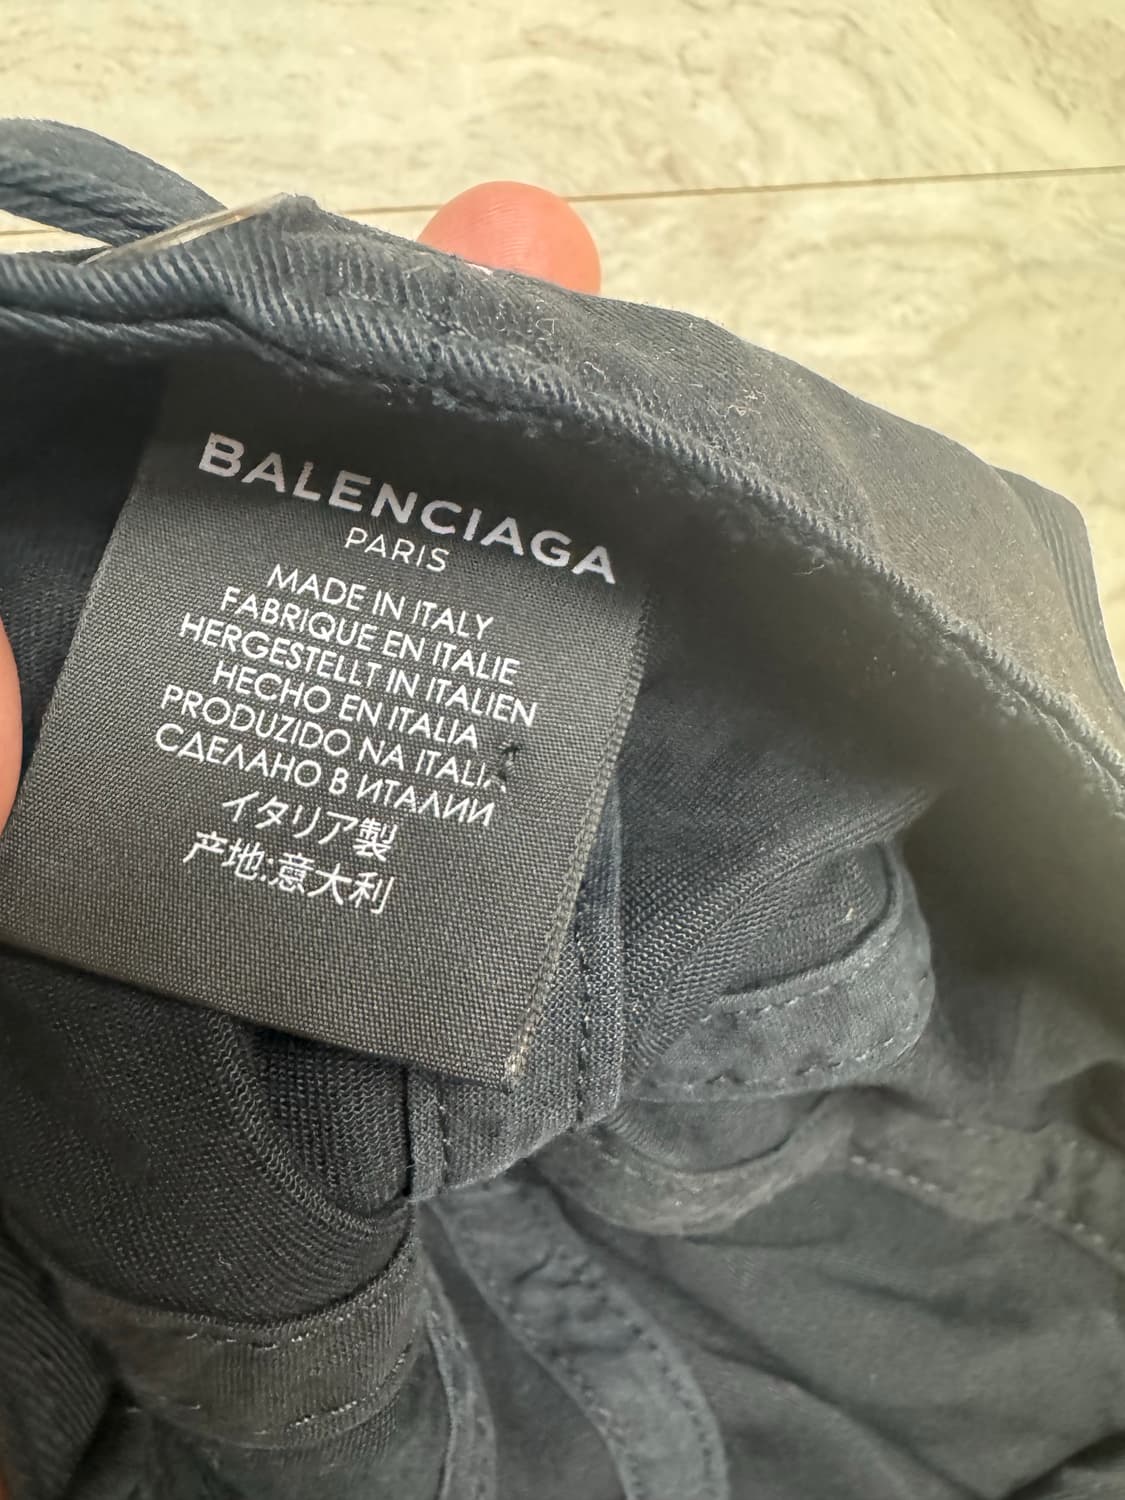 BALENCIAGA
PARIS
MADE IN ITALY
FABRIQUE EN ITALIE
HERGESTELLT IN ITALIEN
HECHO EN ITALIA
PRODUZIDO NA ITALIA
СДЕЛАНО В ИТАЛИИ
イタリア製
产地:意大利